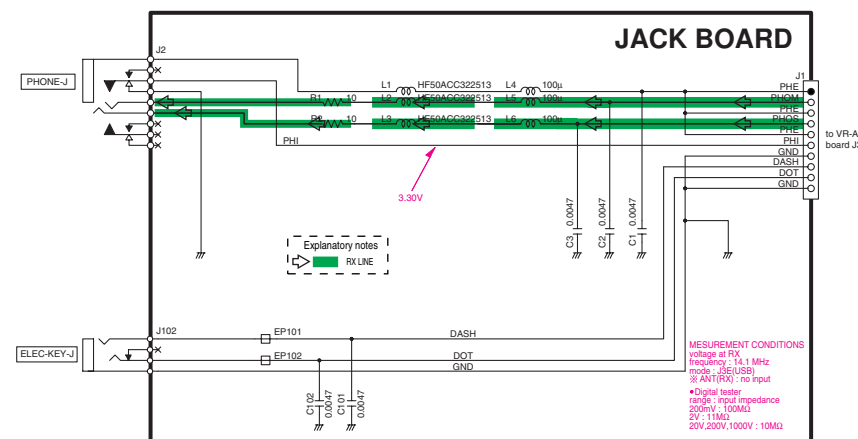 JACK BOARD
J2
J1
PHONE-J
L1 HF50ACC322513 L4 100µ
PHE
R1 10 L2 HF50ACC322513 L5 100µ
PHOM
PHE
R2 10 L3 HF50ACC322513 L6 100µ
PHOS
PHE
to VR-A
PHI
PHI
board J3
GND
DASH
DOT
GND
3.30V
C3 0.0047
C2 0.0047
C1 0.0047
Explanatory notes
RX LINE
J102
EP101
DASH
ELEC-KEY-J
EP102
DOT
GND
C102
0.0047
C101
0.0047
MESUREMENT CONDITIONS
voltage at RX
frequency : 14.1 MHz
mode : J3E(USB)
※ ANT(RX) : no input
●Digital tester
range : input impedance
200mV : 100MΩ
2V : 11MΩ
20V,200V,1000V : 10MΩ